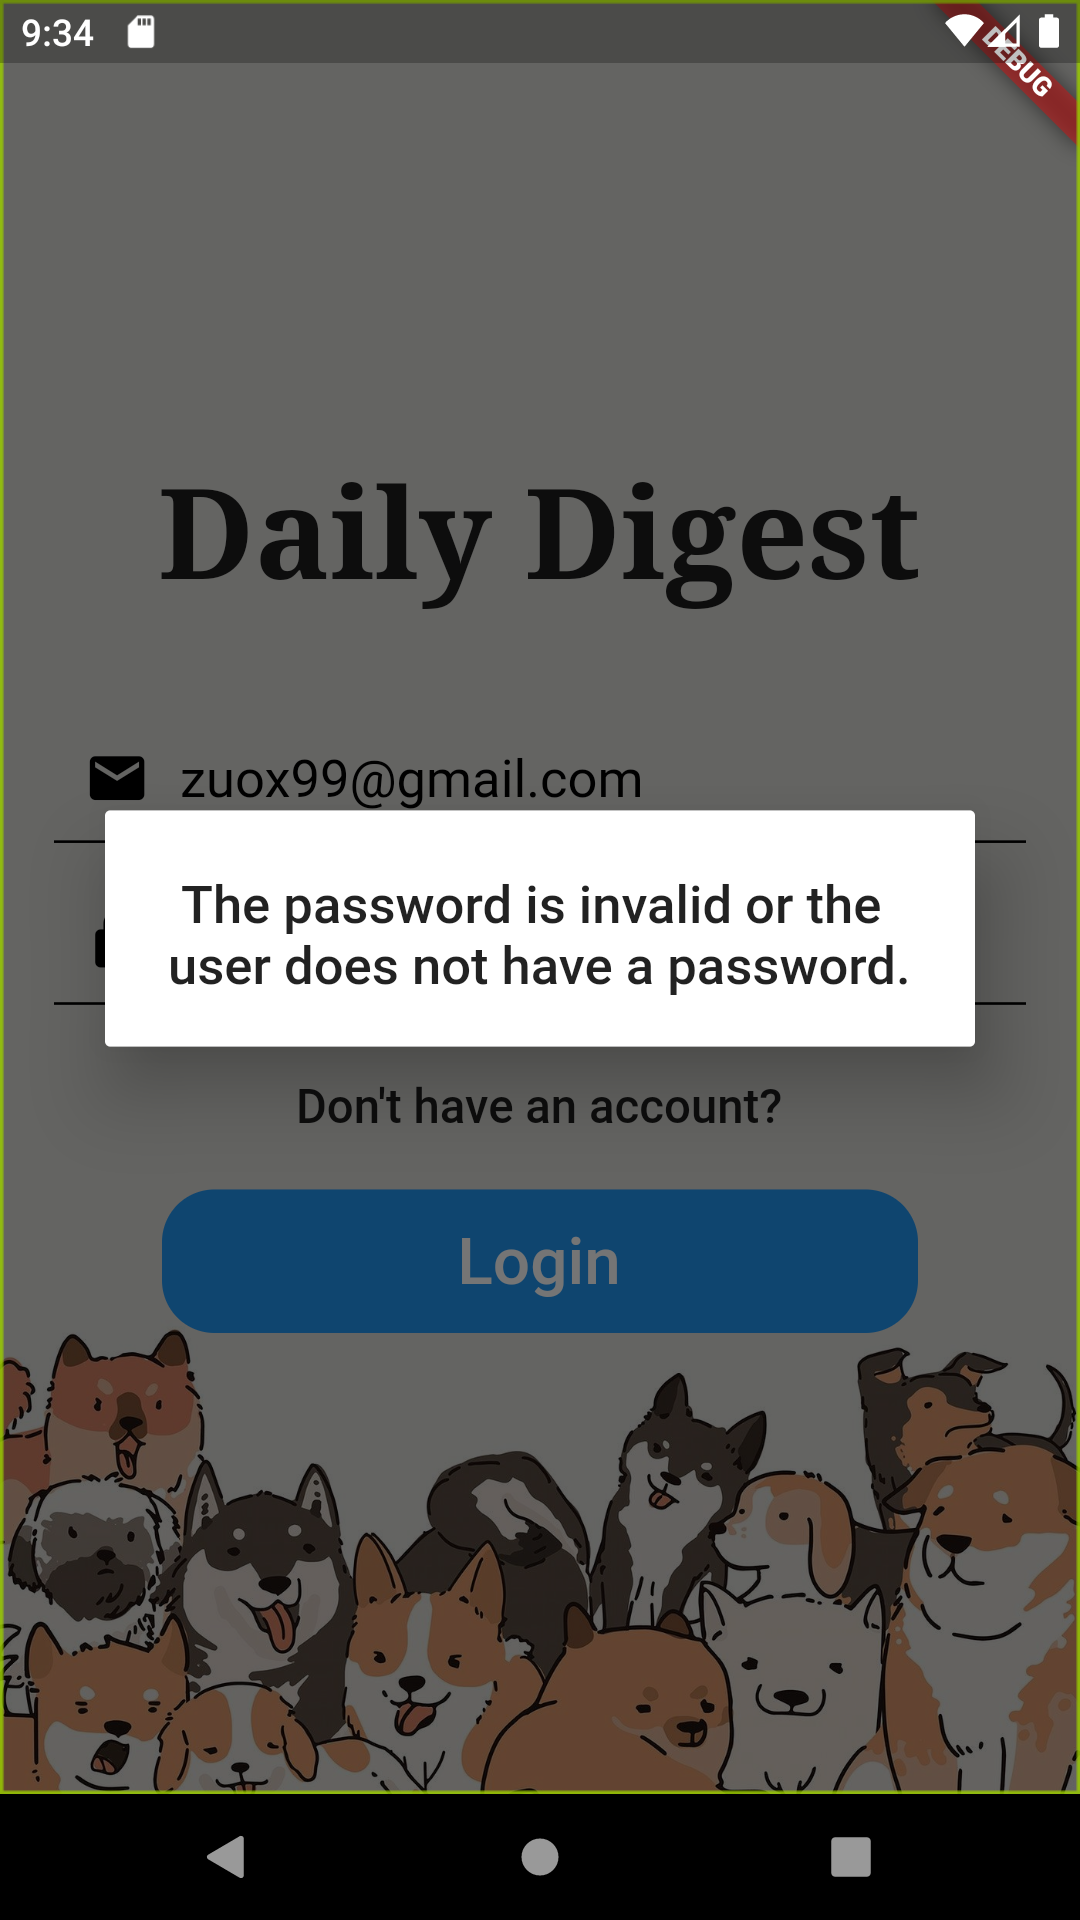 9:34
DEBUG
Daily Digest
zuox99@gmail.com
The password is invalid or the
user does not have a password.
Don't have an account?
Login